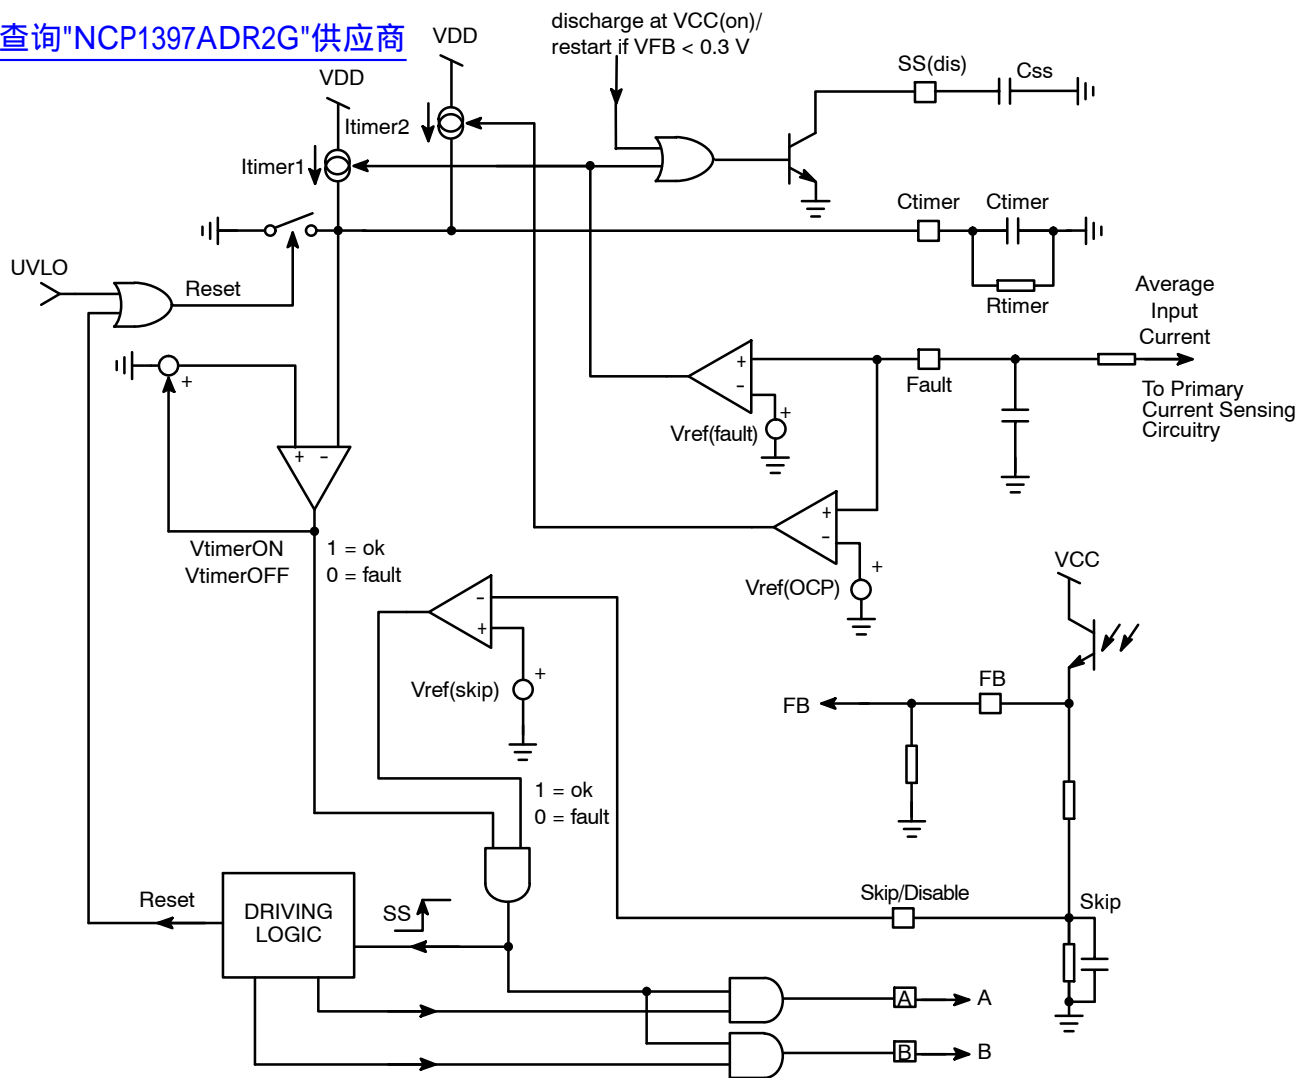 查询"NCP1397ADR2G"供应商
discharge at VCC(on)/
restart if VFB < 0.3 V
VDD
VDD
SS(dis)
Css
Itimer2
Itimer1
Ctimer
Ctimer
UVLO
Reset
Rtimer
Average
Input
Current
+
+
-
Fault
+
To Primary
Current Sensing
Circuitry
Vref(fault)
+ -
+
-
VtimerON
VtimerOFF
1 = ok
0 = fault
VCC
+
Vref(OCP)
-
+
+
Vref(skip)
FB
FB
1 = ok
0 = fault
Skip/Disable
Skip
Reset
DRIVING
LOGIC
SS
A
A
B
B